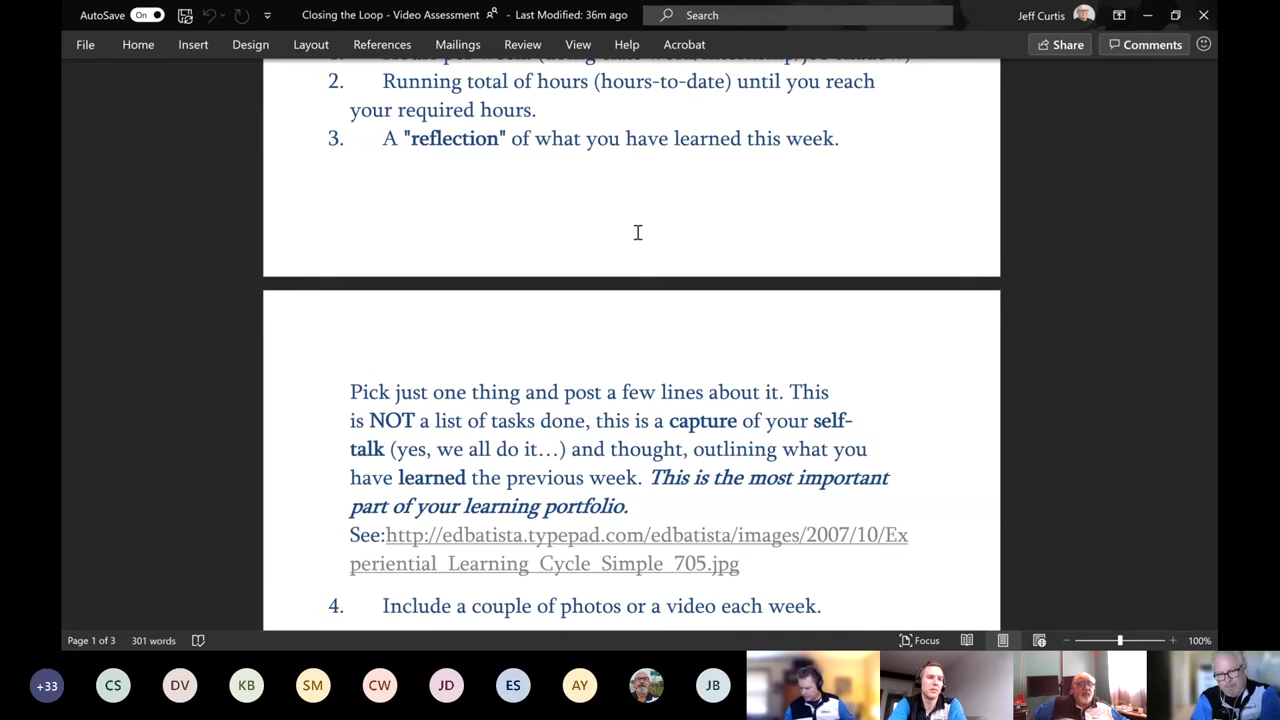 AutoSave On Closing the Loop - Video Assessment - Last Modified: 36m ago Search Jeff Curtis
File Home Insert Design Layout References Mailings Review View Help Acrobat Share Comments
2. Running total of hours (hours-to-date) until you reach
your required hours.
3. A "reflection" of what you have learned this week.
Pick just one thing and post a few lines about it. This
is NOT a list of tasks done, this is a capture of your self-
talk (yes, we all do it…) and thought, outlining what you
have learned the previous week. This is the most important
part of your learning portfolio.
See:http://edbatista.typepad.com/edbatista/images/2007/10/Ex
periential_Learning_Cycle_Simple_705.jpg
4. Include a couple of photos or a video each week.
Page 1 of 3 301 words Focus 100%
+33 CS DV KB SM CW JD ES AY JB